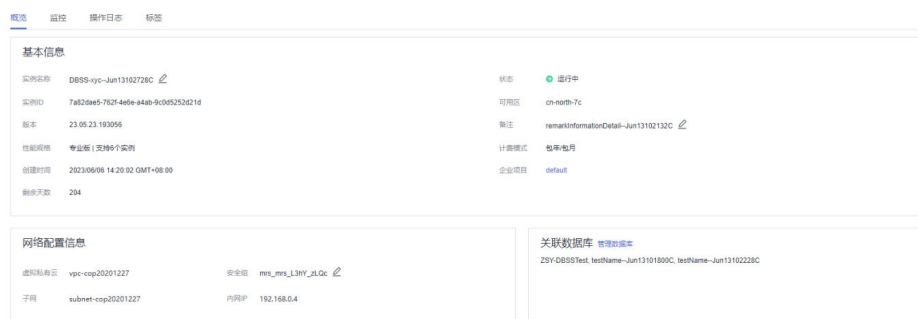 概览 监控 操作日志 标签
基本信息
实例名称 DBSS-xyc--Jun13102728C 状态 运行中
实例ID 7a82dae5-762f-4e6e-a4ab-9c0d5252d21d 可用区 cn-north-7c
版本 23.05.23.193056 备注 remarkInformationDetail--Jun13102132C
性能规格 专业版 | 支持6个实例 计费模式 包年/包月
创建时间 2023/06/06 14:20:02 GMT+08:00 企业项目 default
剩余天数 204
网络配置信息 关联数据库 管理数据库
虚拟私有云 vpc-cop20201227 安全组 mrs_mrs_L3hY_zLQc ZSY-DBSSTest, testName--Jun13101800C, testName--Jun13102228C
子网 subnet-cop20201227 内网IP 192.168.0.4